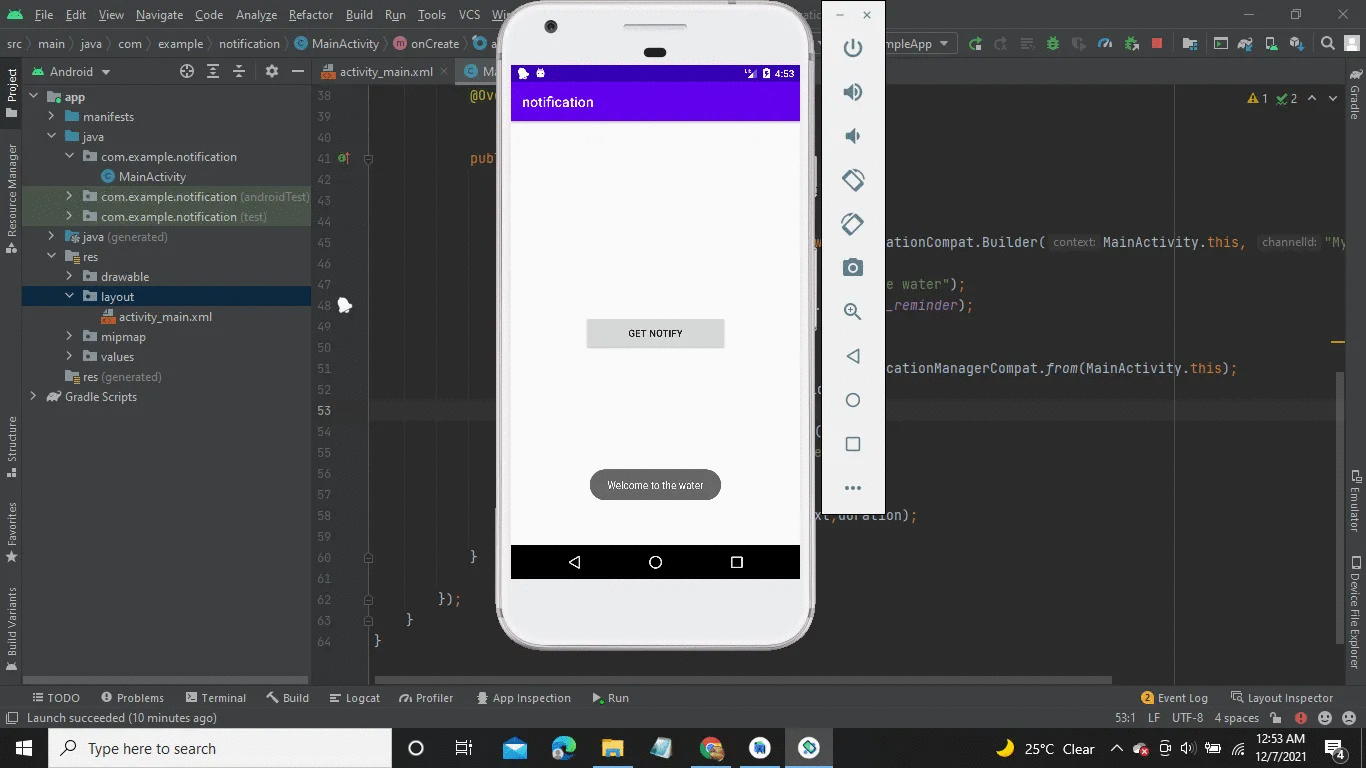 File Edit View Navigate Code Analyze Refactor Build Run Tools VCS
src main java com example notification MainActivity onCreate
Project
Android
activity_main.xml
app
manifests
java
com.example.notification
MainActivity
com.example.notification (androidTest)
com.example.notification (test)
java (generated)
res
drawable
layout
activity_main.xml
mipmap
values
res (generated)
Gradle Scripts
Resource Manager
Structure
Favorites
Build Variants
38
39
40
41
42
43
44
45
46
47
48
49
50
51
52
53
54
55
56
57
58
59
60
61
62
63
64
ationCompat.Builder( context: MainActivity.this, channelId: "My
e water");
_reminder);
cationManagerCompat.from(MainActivity.this);
duration);
}
});
}
}
1 2
4:53
notification
GET NOTIFY
Welcome to the water
Gradle
Emulator
Device File Explorer
TODO Problems Terminal Build Logcat Profiler App Inspection Run
2 Event Log Layout Inspector
Launch succeeded (10 minutes ago)
53:1 LF UTF-8 4 spaces
Type here to search
25°C Clear
12:53 AM
12/7/2021
4